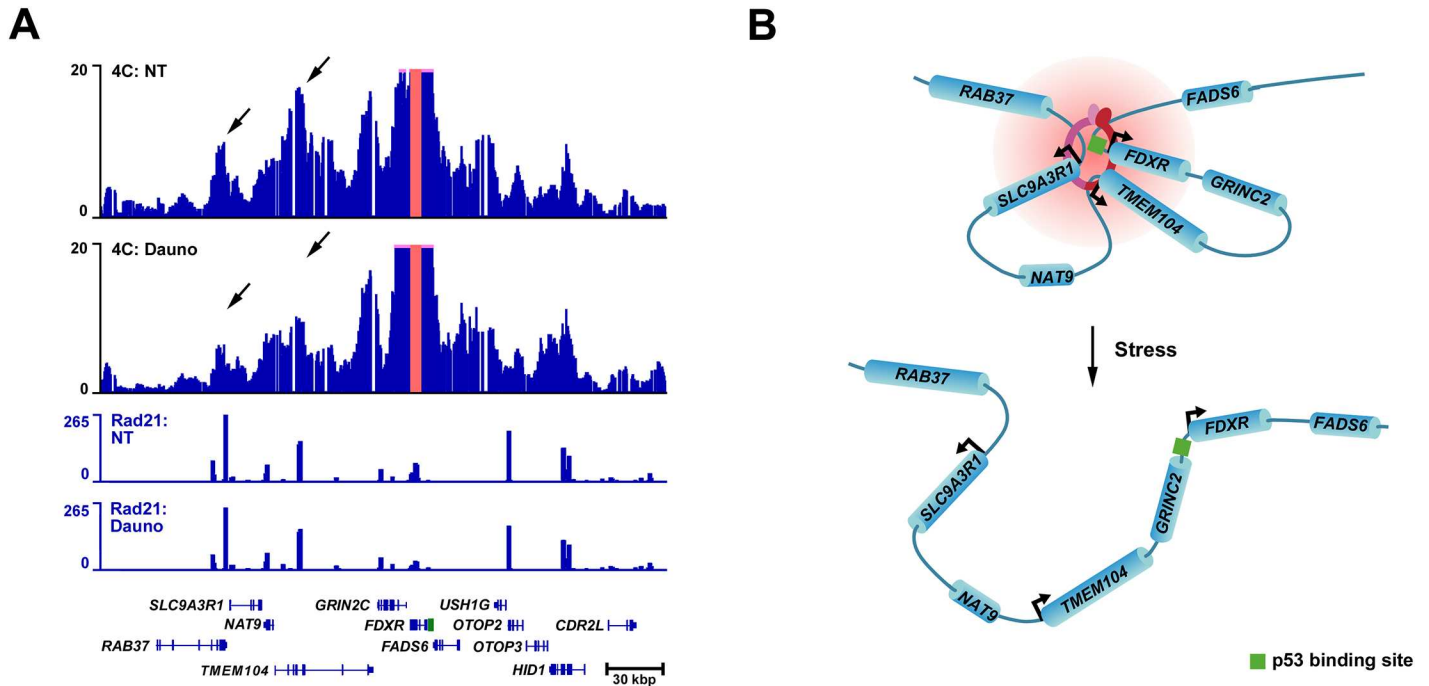 A
20
4C: NT
0
20
4C: Dauno
0
265
Rad21:
NT
0
265
Rad21:
Dauno
0
SLC9A3R1
GRIN2C
USH1G
NAT9
FDXR
OTOP2
CDR2L
RAB37
FADS6
OTOP3
TMEM104
HID1
30 kbp
B
RAB37
FADS6
FDXR
SLC9A3R1
GRINC2
TMEM104
NAT9
Stress
RAB37
FDXR
FADS6
SLC9A3R1
GRINC2
NAT9
TMEM104
p53 binding site